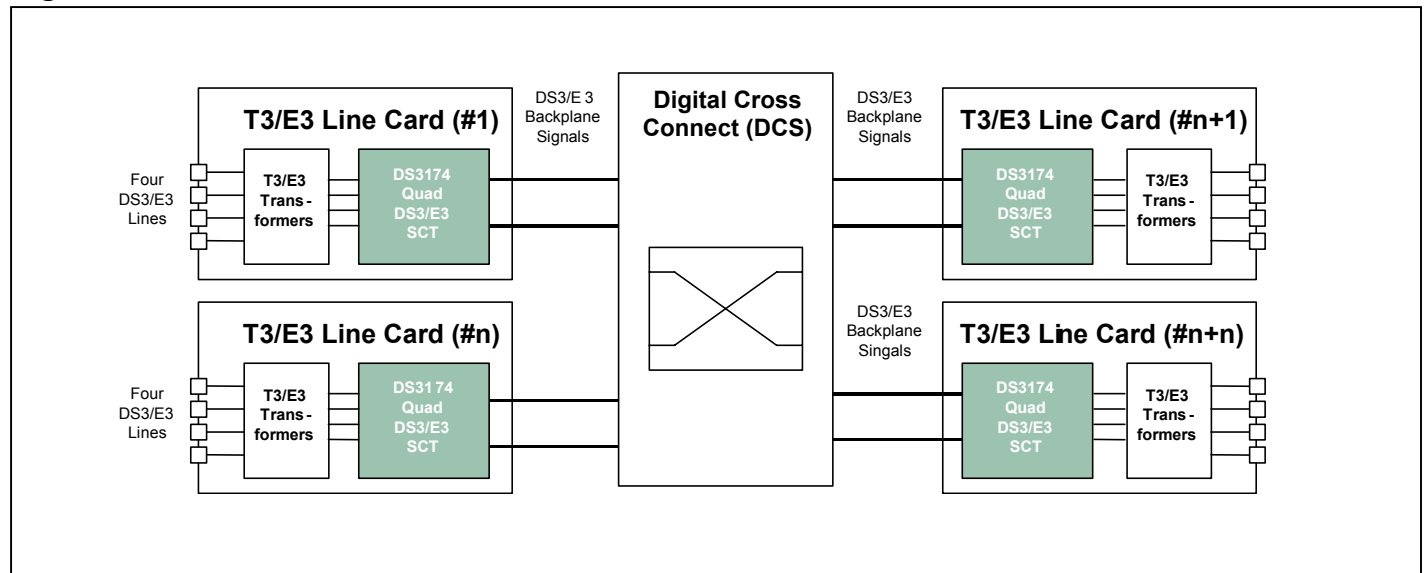 T3/E3 Line Card (#1)
Four
DS3/E3
Lines
T3/E3
Trans -
formers
DS3174
Quad
DS3/E3
SCT
DS3/E 3
Backplane
Signals
Digital Cross
Connect (DCS)
DS3/E3
Backplane
Signals
T3/E3 Line Card (#n+1)
DS3174
Quad
DS3/E3
SCT
T3/E3
Trans -
formers
T3/E3 Line Card (#n)
Four
DS3/E3
Lines
T3/E3
Trans -
formers
DS3174
Quad
DS3/E3
SCT
DS3/E3
Backplane
Singals
T3/E3 Line Card (#n+n)
DS3174
Quad
DS3/E3
SCT
T3/E3
Trans -
formers